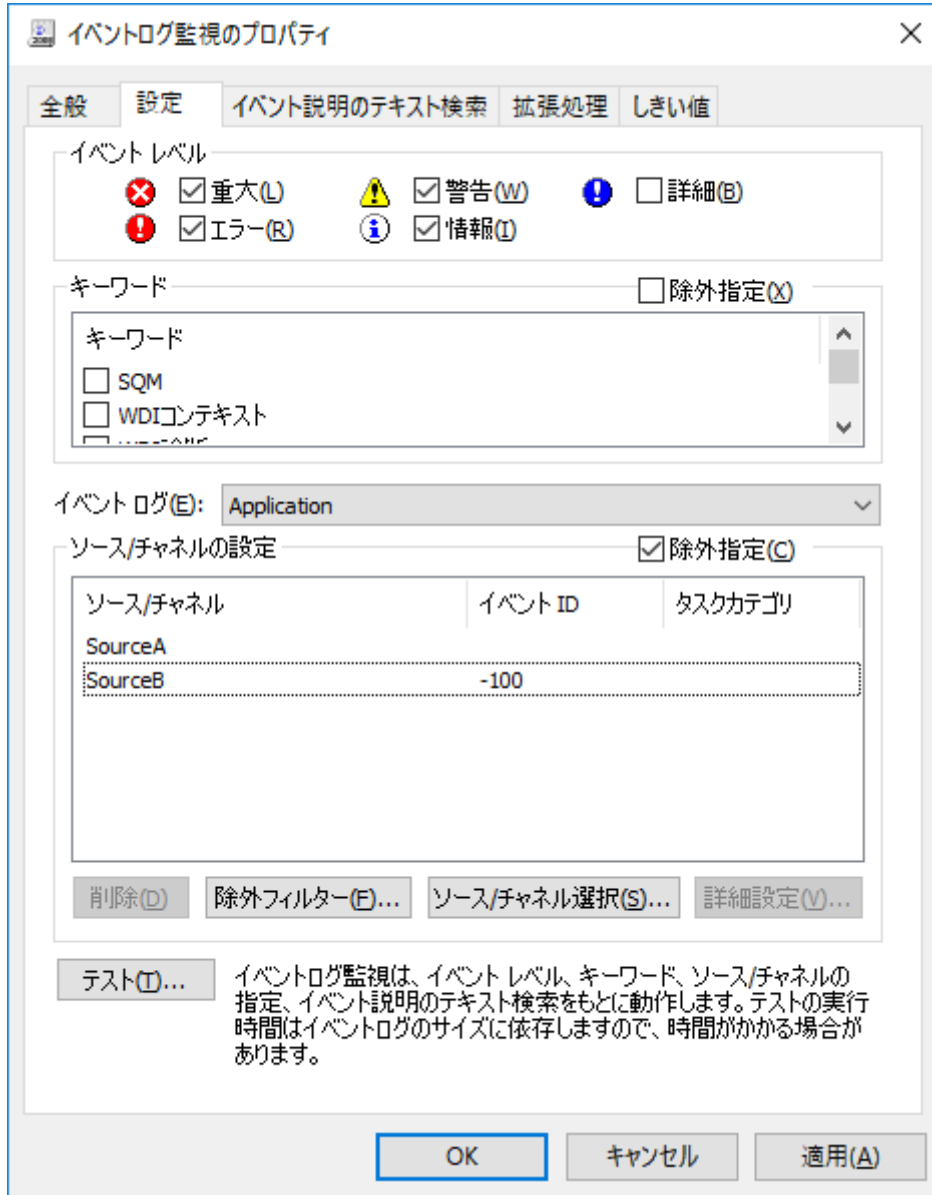 イベントログ監視のプロパティ
全般 設定 イベント説明のテキスト検索 拡張処理 しきい値
イベント レベル
重大(L) 警告(W) 詳細(B)
エラー(R) 情報(I)
キーワード 除外指定(X)
キーワード
SQM
WDIコンテキスト
イベント ログ(E): Application
ソース/チャネルの設定 除外指定(C)
ソース/チャネル イベント ID タスクカテゴリ
SourceA
SourceB -100
削除(D) 除外フィルター(F)... ソース/チャネル選択(S)... 詳細設定(V)...
テスト(T)...
イベントログ監視は、イベント レベル、キーワード、ソース/チャネルの
指定、イベント説明のテキスト検索をもとに動作します。テストの実行
時間はイベントログのサイズに依存しますので、時間がかかる場合が
あります。
OK キャンセル 適用(A)